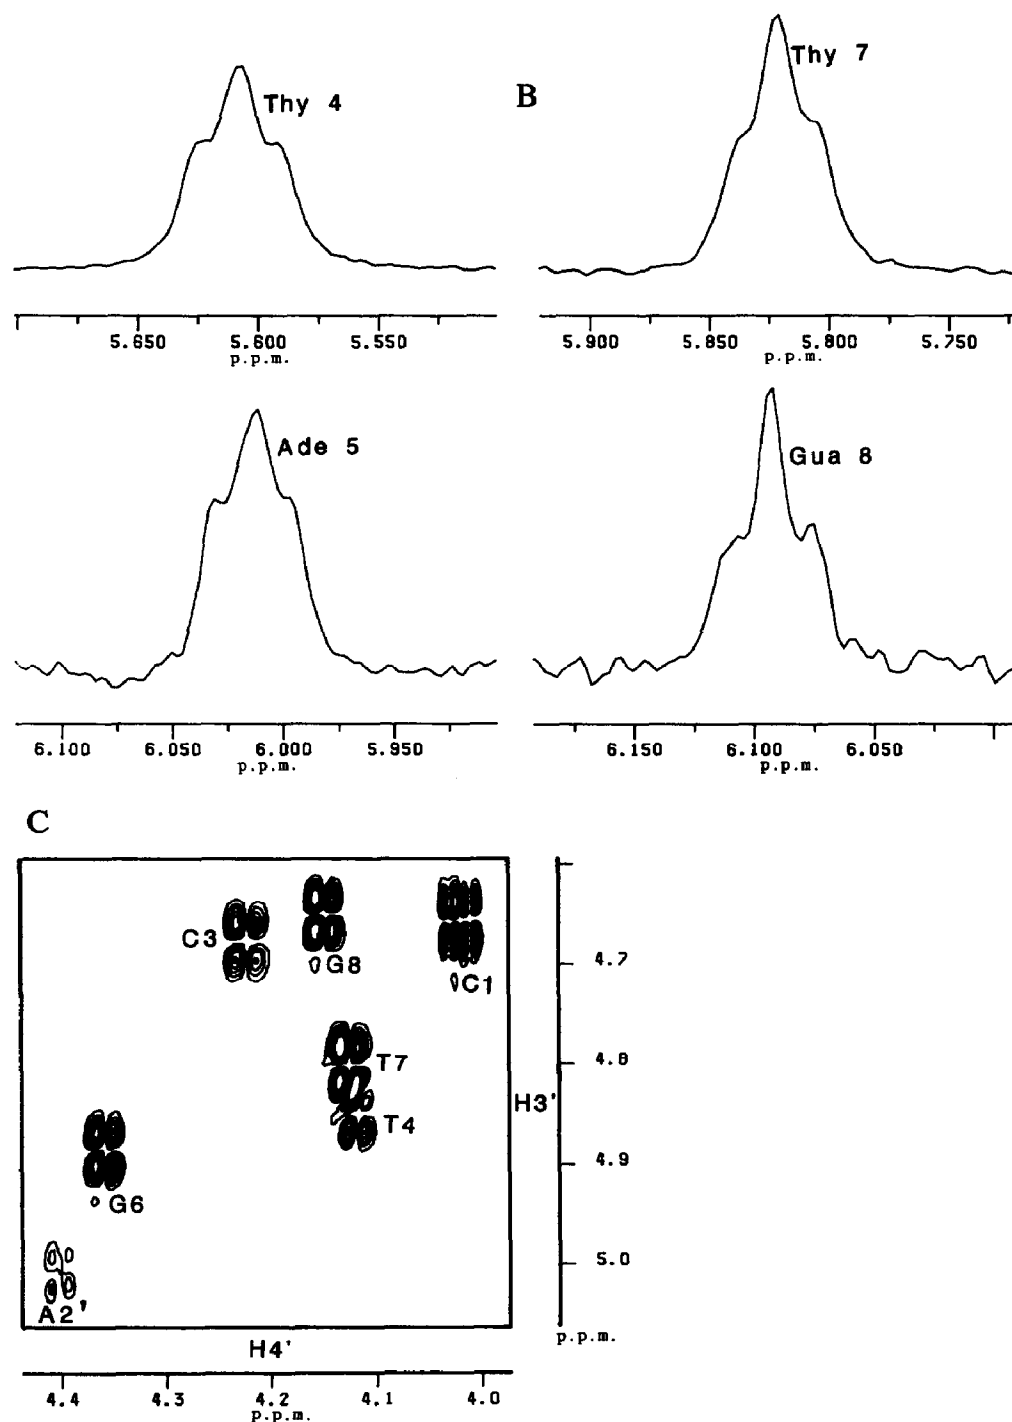 B
Thy 4
5.650 5.600 5.550
p.p.m.
Thy 7
5.900 5.850 5.800 5.750
p.p.m.
Ade 5
6.100 6.050 6.000 5.950
p.p.m.
Gua 8
6.150 6.100 6.050
p.p.m.
C
C3
G8
C1
T7
T4
G6
A2'
H4'
4.4 4.3 4.2 4.1 4.0
p.p.m.
H3'
4.7
4.8
4.9
5.0
p.p.m.